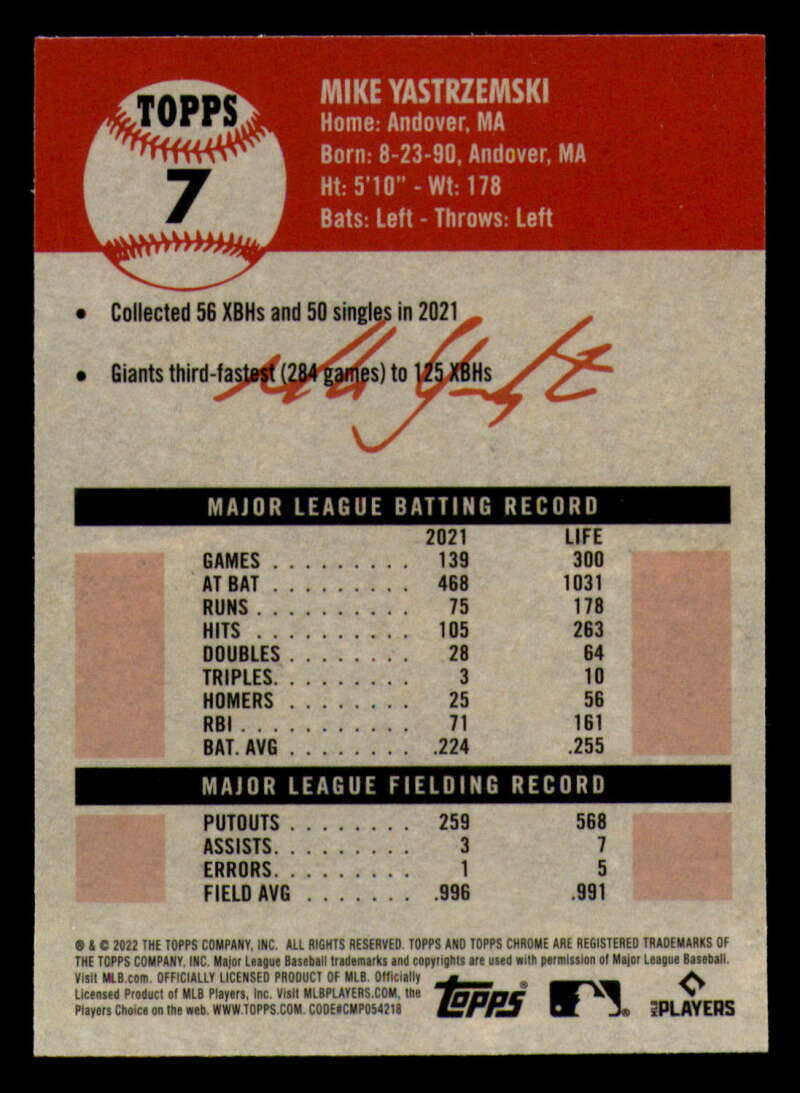 TOPPS
7
MIKE YASTRZEMSKI
Home: Andover, MA
Born: 8-23-90, Andover, MA
Ht: 5'10" - Wt: 178
Bats: Left - Throws: Left
• Collected 56 XBHs and 50 singles in 2021
• Giants third-fastest (284 games) to 125 XBHs
MAJOR LEAGUE BATTING RECORD
2021 LIFE
GAMES . . . . . . . . . 139 300
AT BAT . . . . . . . . . 468 1031
RUNS . . . . . . . . . . 75 178
HITS . . . . . . . . . . 105 263
DOUBLES . . . . . . . . 28 64
TRIPLES. . . . . . . . . 3 10
HOMERS . . . . . . . . . 25 56
RBI . . . . . . . . . . . 71 161
BAT. AVG . . . . . . . . .224 .255
MAJOR LEAGUE FIELDING RECORD
PUTOUTS . . . . . . . . 259 568
ASSISTS. . . . . . . . . 3 7
ERRORS. . . . . . . . . 1 5
FIELD AVG . . . . . . . .996 .991
® & © 2022 THE TOPPS COMPANY, INC. ALL RIGHTS RESERVED. TOPPS AND TOPPS CHROME ARE REGISTERED TRADEMARKS OF
THE TOPPS COMPANY, INC. Major League Baseball trademarks and copyrights are used with permission of Major League Baseball.
Visit MLB.com. OFFICIALLY LICENSED PRODUCT OF MLB. Officially
Licensed Product of MLB Players, Inc. Visit MLBPLAYERS.COM, the
Players Choice on the web. WWW.TOPPS.COM. CODE#CMP054218
Topps® ® MLB PLAYERS